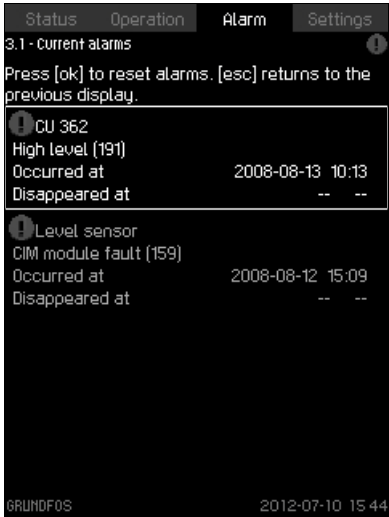 Status Operation Alarm Settings
3.1 - Current alarms
Press [ok] to reset alarms. [esc] returns to the
previous display.
CU 362
High level (191)
Occurred at 2008-08-13 10:13
Disappeared at -- --
Level sensor
CIM module fault (159)
Occurred at 2008-08-12 15:09
Disappeared at -- --
GRUNDFOS 2012-07-10 15 44